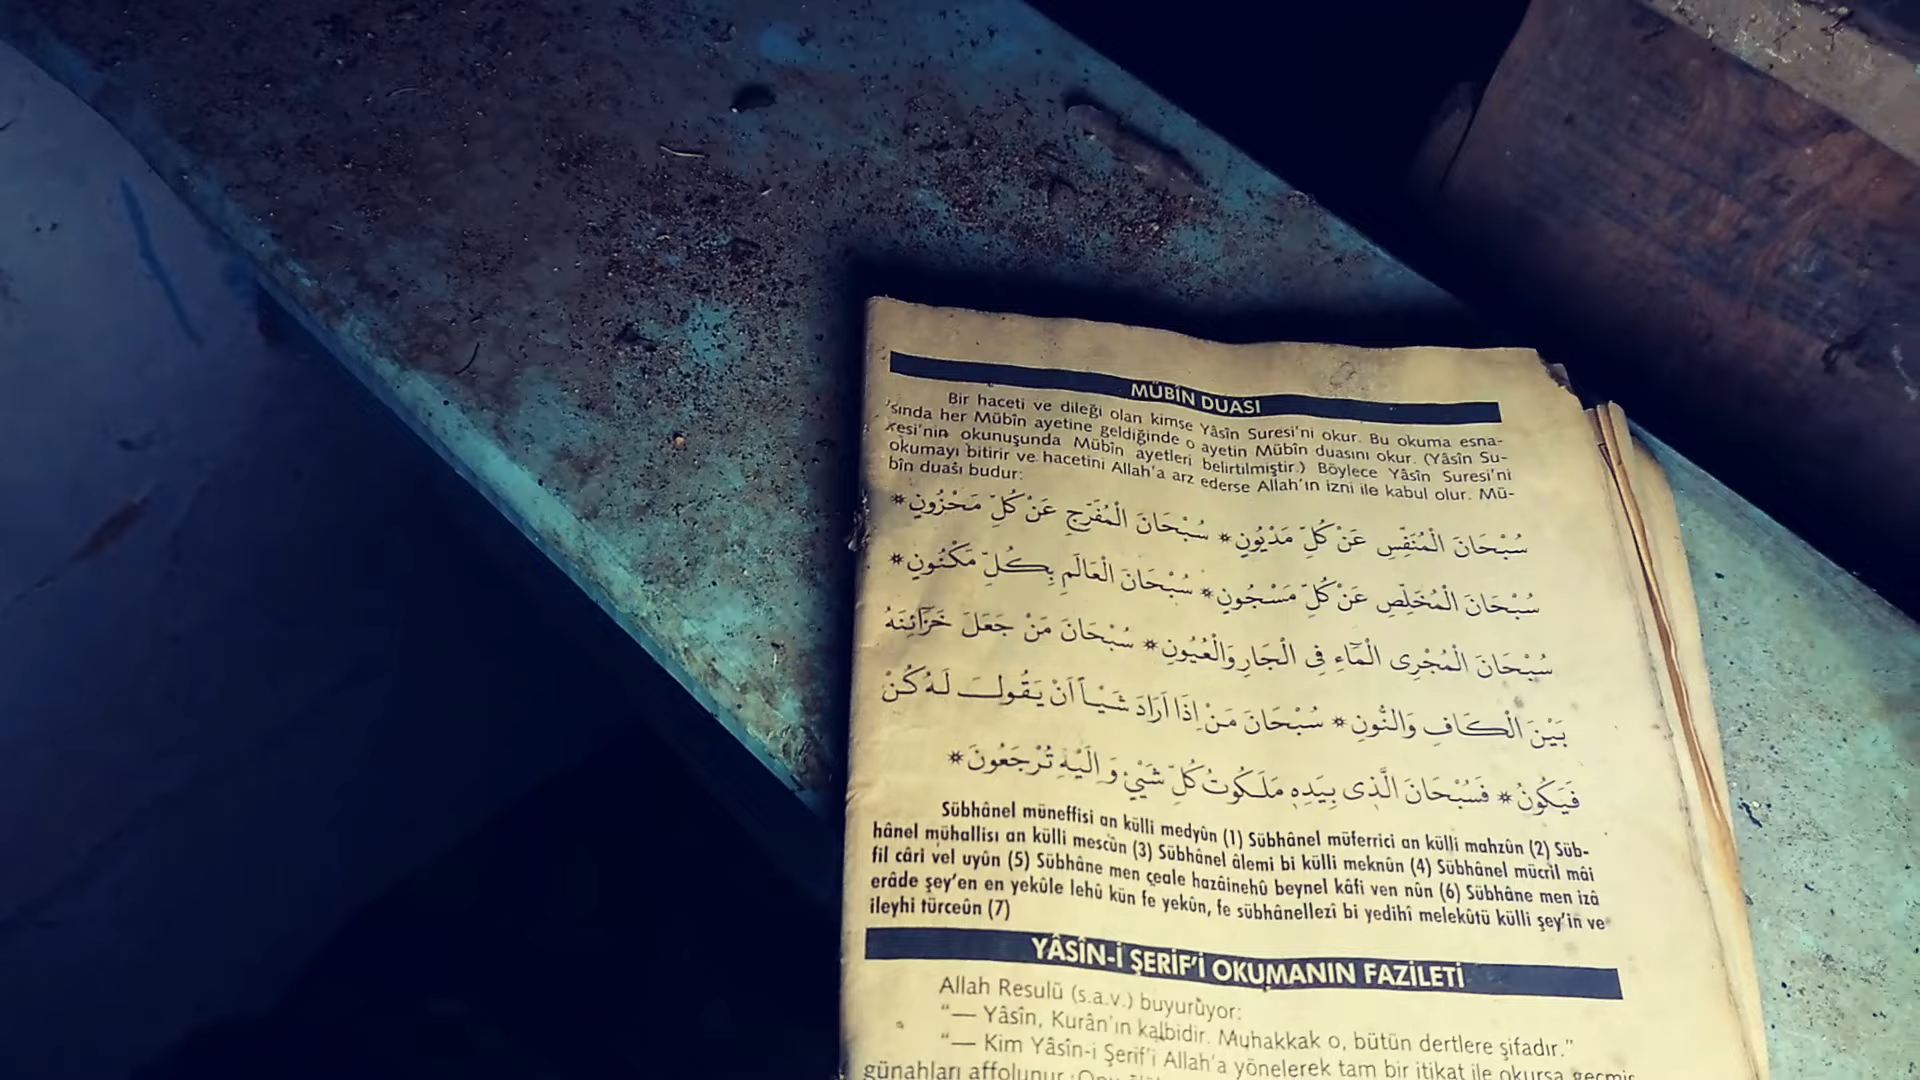 MÜBİN DUASI
Bir haceti ve dileği olan kimse Yâsîn Suresi'ni okur. Bu okuma esna-
sında her Mübîn ayetine geldiğinde o ayetin Mübîn duasını okur. (Yâsîn Su-
resi'nin okunuşunda Mübîn ayetleri belirtilmiştir.) Böylece Yâsîn Suresi'ni
okumayı bitirir ve hacetini Allah'a arz ederse Allah'ın izni ile kabul olur. Mü-
bîn duası budur:
سُبْحَانَ الْمُنَفِّسِ عَنْ كُلِّ مَدْيُونٍ * سُبْحَانَ الْمُفَرِّجِ عَنْ كُلِّ مَحْزُونٍ *
سُبْحَانَ الْمُخَلِّصِ عَنْ كُلِّ مَسْجُونٍ * سُبْحَانَ الْعَالَمِ بِكُلِّ مَكْنُونٍ *
سُبْحَانَ الْمُجْرِى الْمَٓاءِ فِى الْجَارِ وَالْعُيُونِ * سُبْحَانَ مَنْ جَعَلَ خَزَٓائِنَهُ
بَيْنَ الْكَافِ وَالنُّونِ * سُبْحَانَ مَنْ اِذَا اَرَادَ شَيْـًٔا اَنْ يَقُولَ لَهُ كُنْ
فَيَكُونُ * فَسُبْحَانَ الَّذِى بِيَدِهِ مَلَكُوتُ كُلِّ شَيْئٍ وَ اِلَيْهِ تُرْجَعُونَ *
Sübhânel müneffisi an külli medyûn (1) Sübhânel müferrici an külli mahzûn (2) Süb-
hânel mühallisı an külli mescûn (3) Sübhânel âlemi bi külli meknûn (4) Sübhânel mücril mâi
fil câri vel uyûn (5) Sübhâne men çeale hazâinehû beynel kâfi ven nûn (6) Sübhâne men izâ
erâde şey'en en yekûle lehû kün fe yekûn, fe sübhânellezî bi yedihî melekûtü külli şey'in ve
ileyhi türceûn (7)
YÂSÎN-İ ŞERİF'İ OKUMANIN FAZİLETİ
Allah Resulü (s.a.v.) buyuruyor:
"— Yâsîn, Kurân'ın kalbidir. Muhakkak o, bütün dertlere şifadır."
"— Kim Yâsîn-i Şerif'i Allah'a yönelerek tam bir itikat ile okursa geçmiş
günahları affolunur.